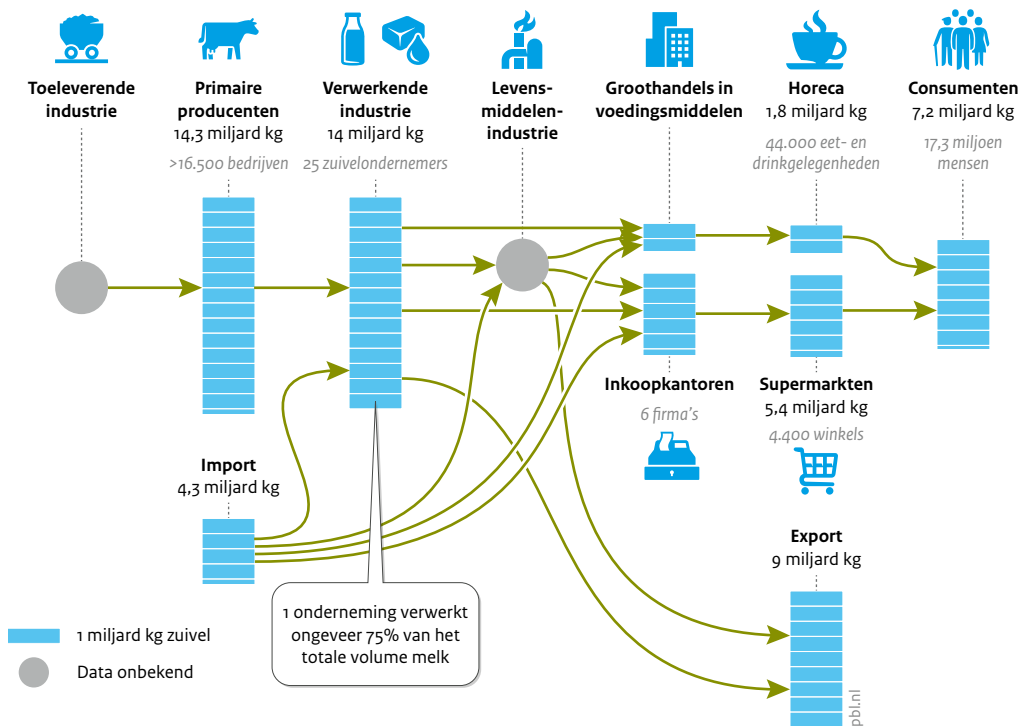 Toeleverende
industrie
Primaire
producenten
14,3 miljard kg
>16.500 bedrijven
Verwerkende
industrie
14 miljard kg
25 zuivelondernemers
Levens-
middelen-
industrie
Groothandels in
voedingsmiddelen
Horeca
1,8 miljard kg
44.000 eet- en
drinkgelegenheden
Consumenten
7,2 miljard kg
17,3 miljoen
mensen
Inkoopkantoren
6 firma's
Supermarkten
5,4 miljard kg
4.400 winkels
Import
4,3 miljard kg
Export
9 miljard kg
1 onderneming verwerkt
ongeveer 75% van het
totale volume melk
1 miljard kg zuivel
Data onbekend
pbl.nl